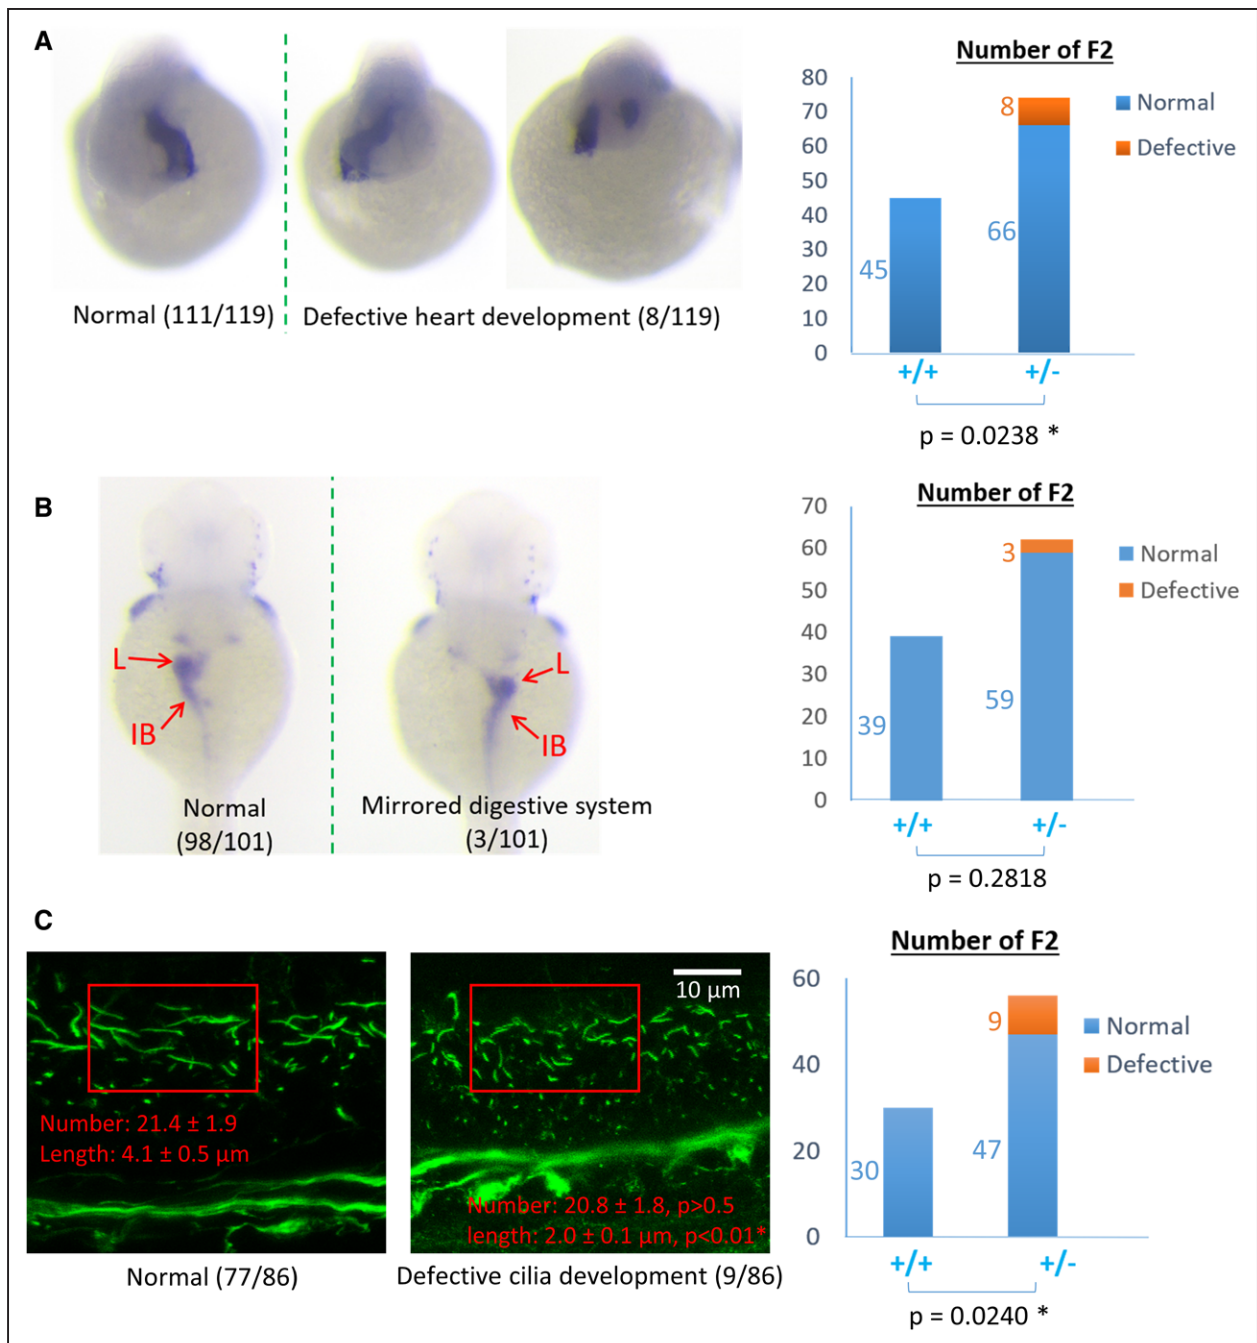 A
Normal (111/119)
Defective heart development (8/119)
Number of F2
80
70
60
50
40
30
20
10
0
8
66
45
Normal
Defective
+/+
+/-
p = 0.0238 *
B
L
IB
L
IB
Normal
(98/101)
Mirrored digestive system
(3/101)
Number of F2
70
60
50
40
30
20
10
0
3
59
39
Normal
Defective
+/+
+/-
p = 0.2818
C
Number: 21.4 ± 1.9
Length: 4.1 ± 0.5 μm
10 μm
Number: 20.8 ± 1.8, p>0.5
length: 2.0 ± 0.1 μm, p<0.01*
Normal (77/86)
Defective cilia development (9/86)
Number of F2
60
40
20
0
9
47
30
Normal
Defective
+/+
+/-
p = 0.0240 *